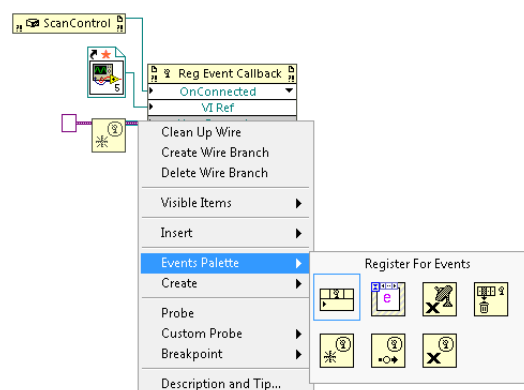 ScanControl
5
Reg Event Callback
OnConnected
VI Ref
Clean Up Wire
Create Wire Branch
Delete Wire Branch
Visible Items
Insert
Events Palette
Register For Events
Create
e
Probe
Custom Probe
Breakpoint
Description and Tip...